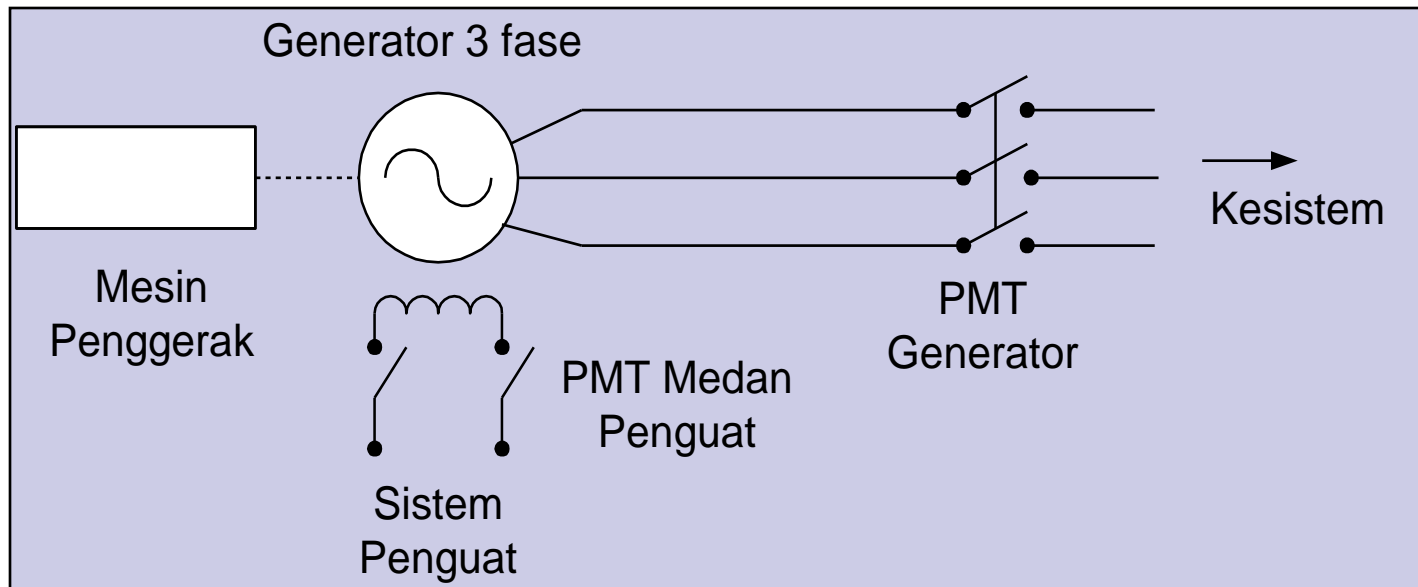 Generator 3 fase
Kesistem
Mesin
Penggerak
PMT
Generator
PMT Medan
Penguat
Sistem
Penguat